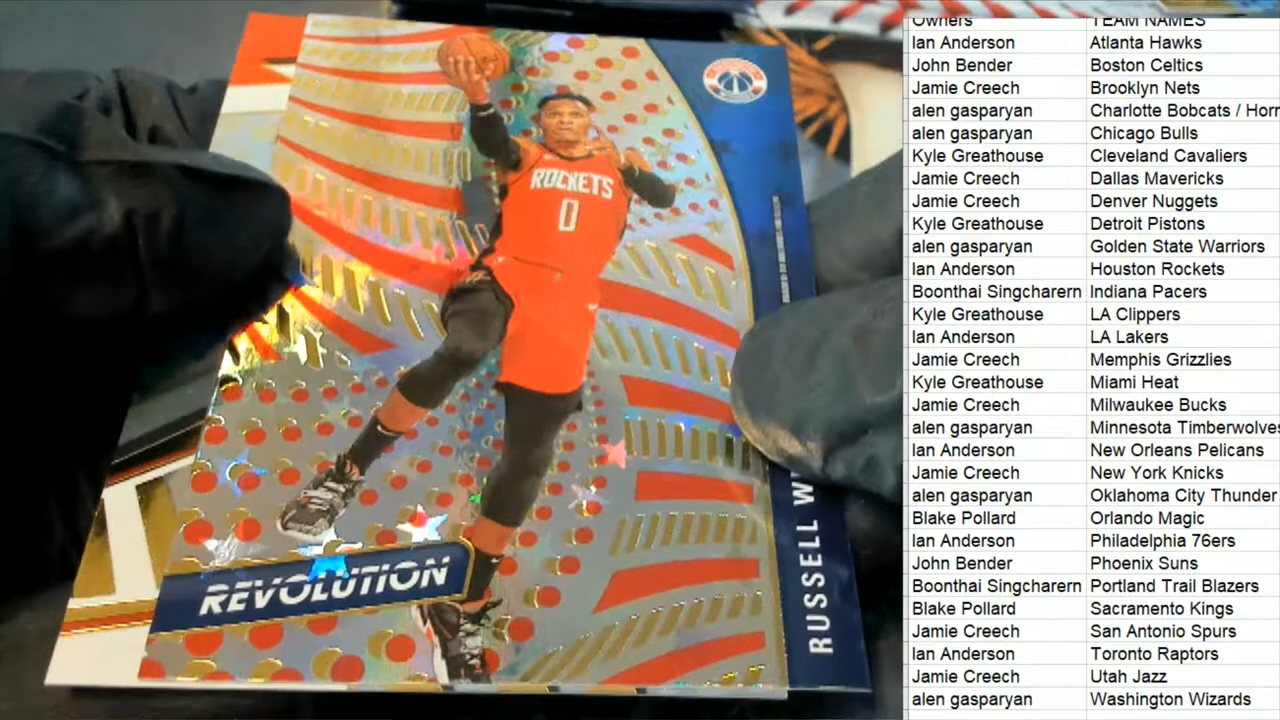 ROCKETS
0
REVOLUTION
RUSSELL W
Owners TEAM NAMES
Ian Anderson Atlanta Hawks
John Bender Boston Celtics
Jamie Creech Brooklyn Nets
alen gasparyan Charlotte Bobcats / Horr
alen gasparyan Chicago Bulls
Kyle Greathouse Cleveland Cavaliers
Jamie Creech Dallas Mavericks
Jamie Creech Denver Nuggets
Kyle Greathouse Detroit Pistons
alen gasparyan Golden State Warriors
Ian Anderson Houston Rockets
Boonthai Singcharern Indiana Pacers
Kyle Greathouse LA Clippers
Ian Anderson LA Lakers
Jamie Creech Memphis Grizzlies
Kyle Greathouse Miami Heat
Jamie Creech Milwaukee Bucks
alen gasparyan Minnesota Timberwolves
Ian Anderson New Orleans Pelicans
Jamie Creech New York Knicks
alen gasparyan Oklahoma City Thunder
Blake Pollard Orlando Magic
Ian Anderson Philadelphia 76ers
John Bender Phoenix Suns
Boonthai Singcharern Portland Trail Blazers
Blake Pollard Sacramento Kings
Jamie Creech San Antonio Spurs
Ian Anderson Toronto Raptors
Jamie Creech Utah Jazz
alen gasparyan Washington Wizards